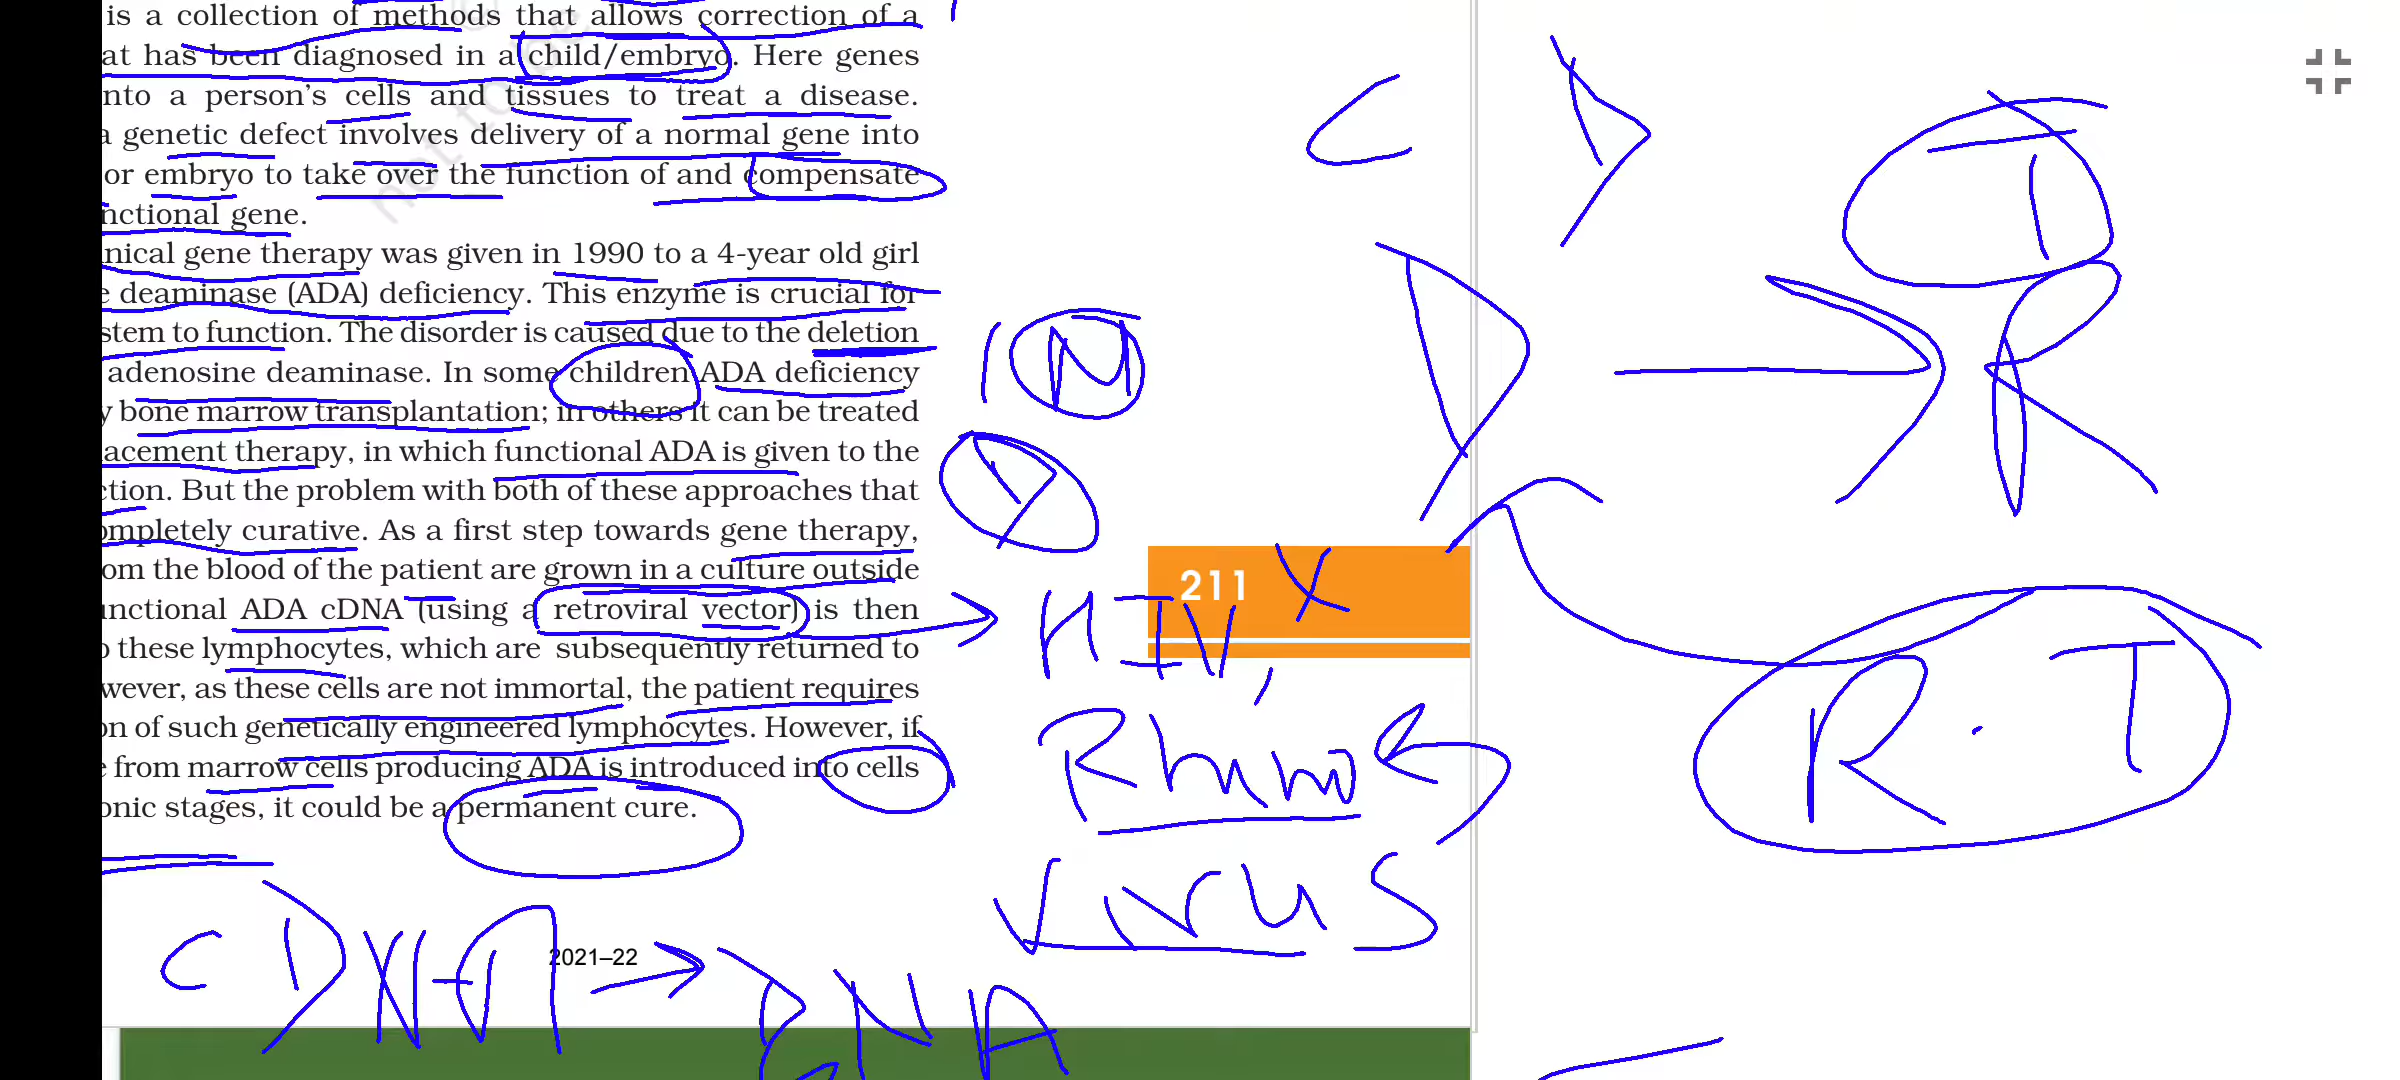 is a collection of methods that allows correction of a
at has been diagnosed in a child/embryo. Here genes
nto a person's cells and tissues to treat a disease.
a genetic defect involves delivery of a normal gene into
or embryo to take over the function of and compensate
nctional gene.
nical gene therapy was given in 1990 to a 4-year old girl
e deaminase (ADA) deficiency. This enzyme is crucial for
stem to function. The disorder is caused due to the deletion
adenosine deaminase. In some children ADA deficiency
y bone marrow transplantation; in others it can be treated
acement therapy, in which functional ADA is given to the
ction. But the problem with both of these approaches that
ompletely curative. As a first step towards gene therapy,
om the blood of the patient are grown in a culture outside
unctional ADA cDNA (using a retroviral vector) is then
o these lymphocytes, which are subsequently returned to
wever, as these cells are not immortal, the patient requires
on of such genetically engineered lymphocytes. However, if
e from marrow cells producing ADA is introduced into cells
onic stages, it could be a permanent cure.
not to
211
HIV,
Virus
R.T
CDNA → RNA
2021–22